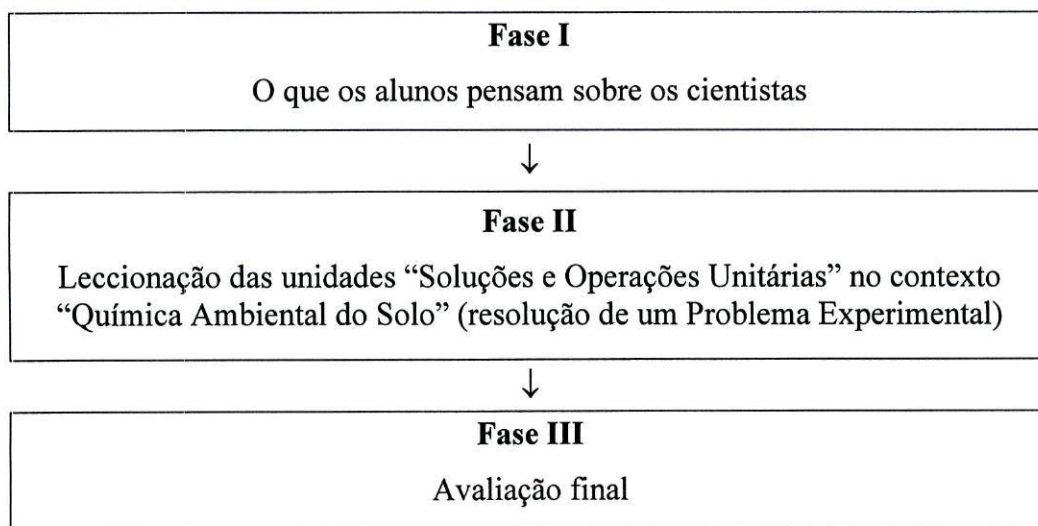 Fase I
O que os alunos pensam sobre os cientistas
↓
Fase II
Leccionação das unidades “Soluções e Operações Unitárias” no contexto
“Química Ambiental do Solo” (resolução de um Problema Experimental)
↓
Fase III
Avaliação final